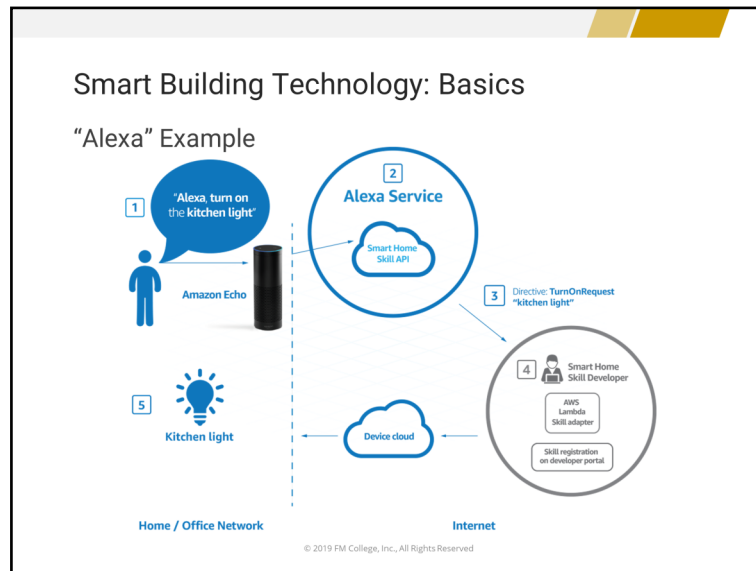 Smart Building Technology: Basics
“Alexa” Example
1
“Alexa, turn on
the kitchen light”
Amazon Echo
2
Alexa Service
Smart Home
Skill API
3
Directive: TurnOnRequest
“kitchen light”
4
Smart Home
Skill Developer
AWS
Lambda
Skill adapter
Skill registration
on developer portal
Device cloud
5
Kitchen light
Home / Office Network
Internet
© 2019 FM College, Inc., All Rights Reserved